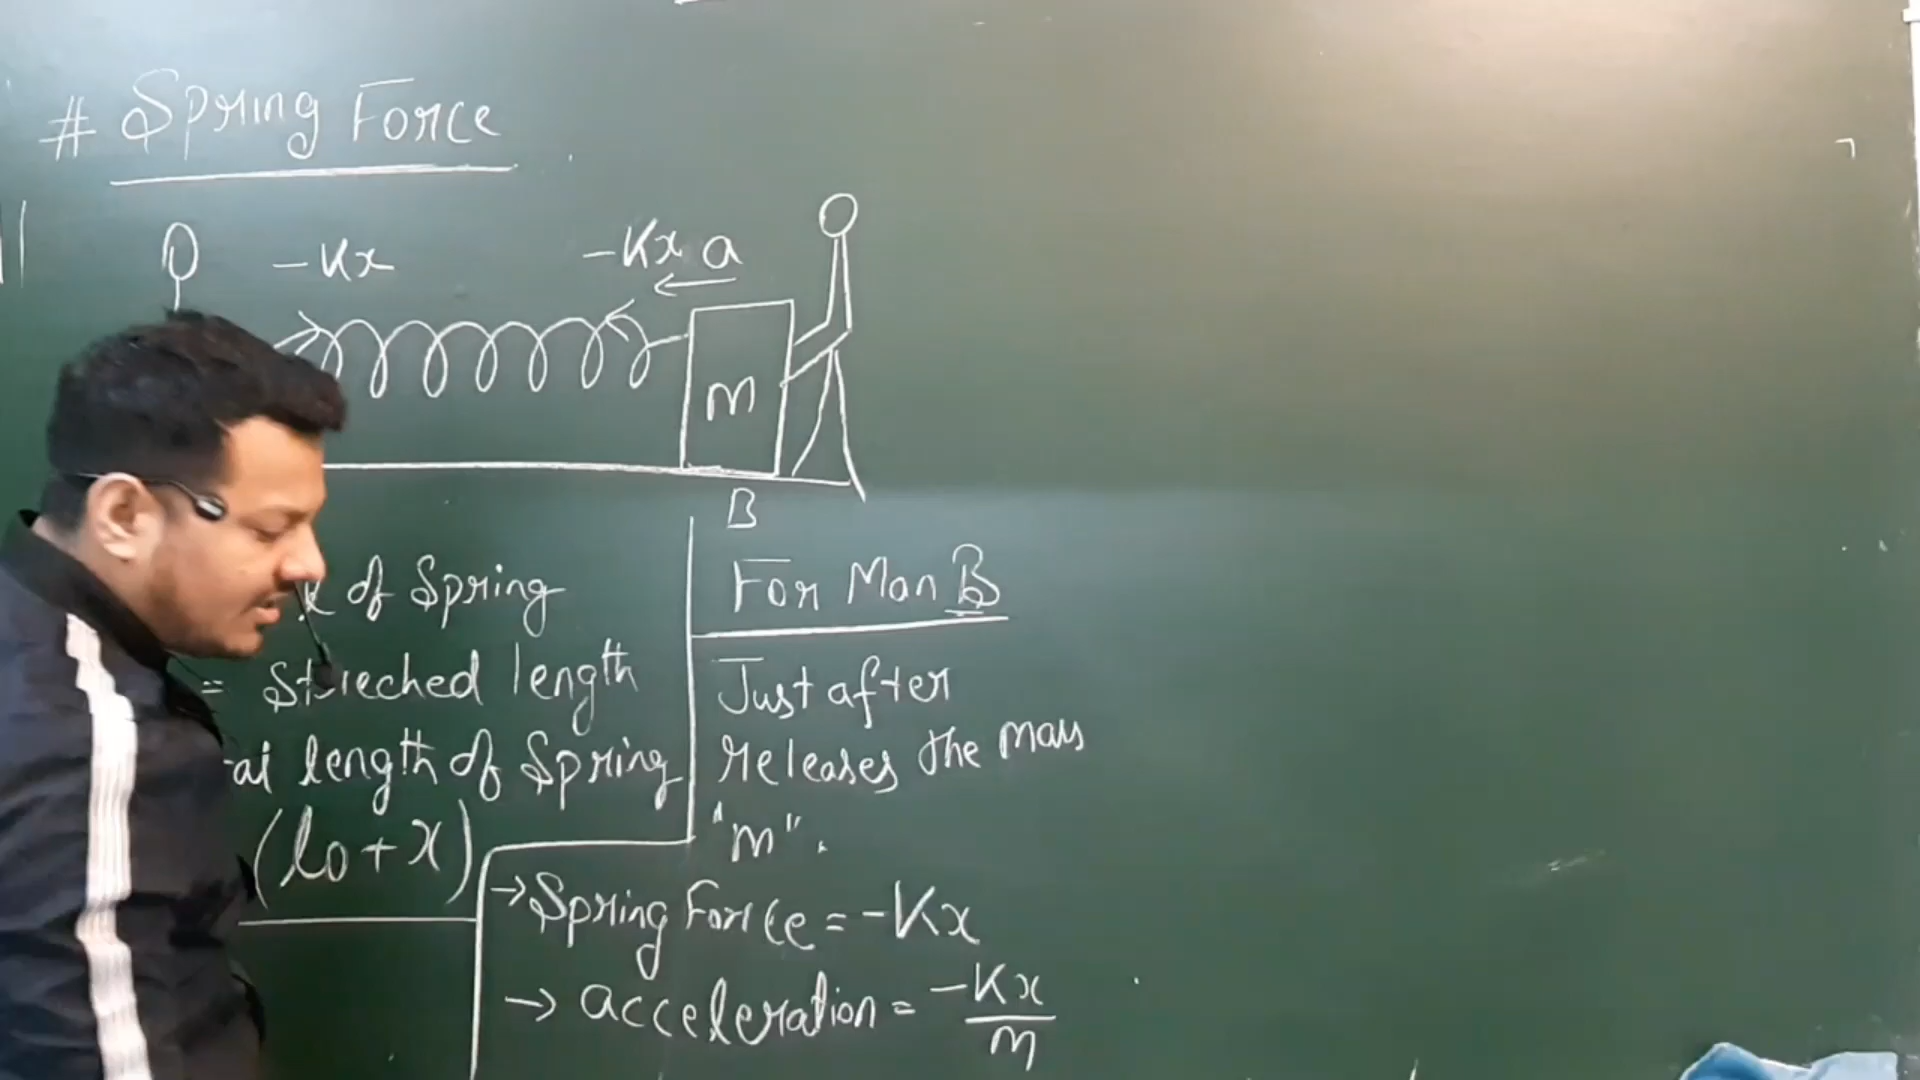 # Spring Force
-Kx
-Kx a
m
B
of Spring
= Streched length
length of Spring
(lo + x)
For Man B
Just after
releases the mass
"m".
→ Spring Force = -Kx
→ acceleration = -Kx
m